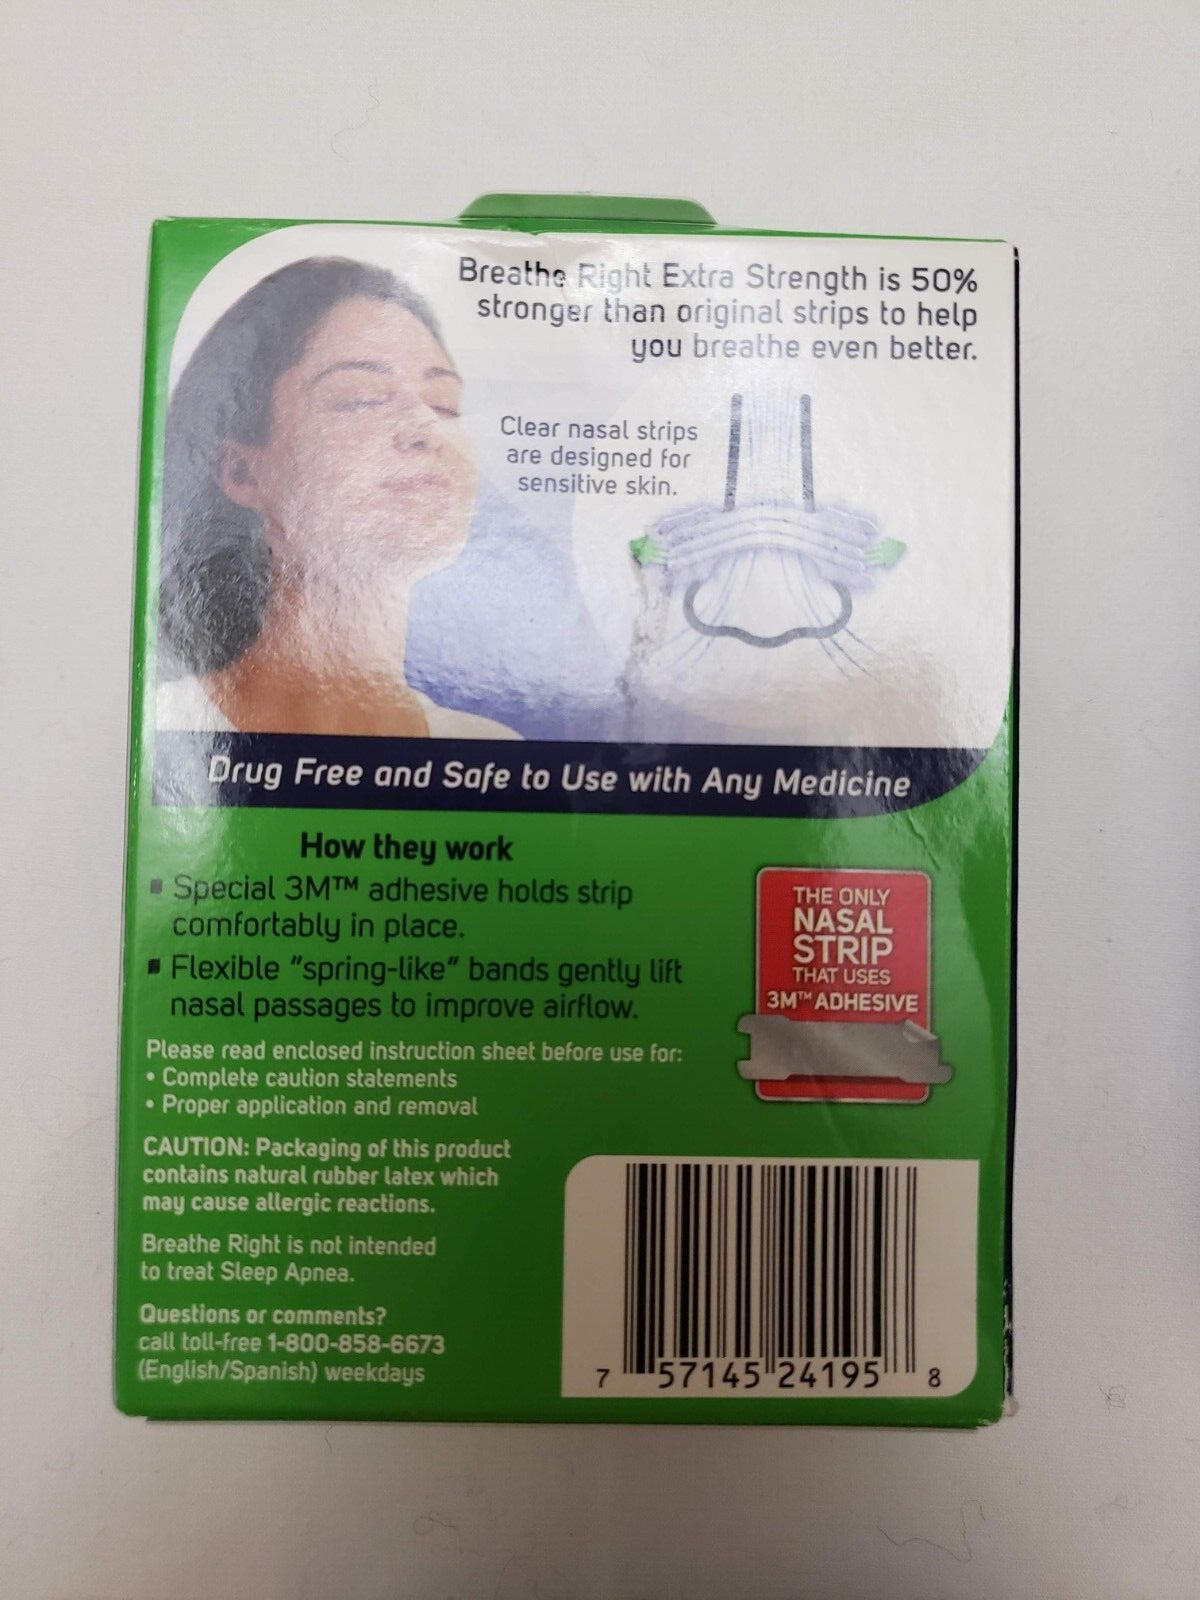 Breathe Right Extra Strength is 50%
stronger than original strips to help
you breathe even better.
Clear nasal strips
are designed for
sensitive skin.
Drug Free and Safe to Use with Any Medicine
How they work
▪ Special 3M™ adhesive holds strip
comfortably in place.
▪ Flexible "spring-like" bands gently lift
nasal passages to improve airflow.
THE ONLY
NASAL
STRIP
THAT USES
3M™ ADHESIVE
Please read enclosed instruction sheet before use for:
• Complete caution statements
• Proper application and removal
CAUTION: Packaging of this product
contains natural rubber latex which
may cause allergic reactions.
Breathe Right is not intended
to treat Sleep Apnea.
Questions or comments?
call toll-free 1-800-858-6673
(English/Spanish) weekdays
7 57145 24195 8